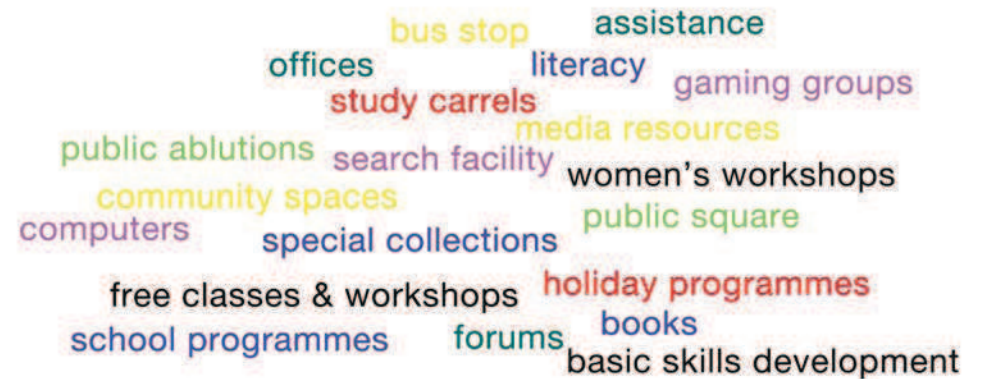 bus stop
assistance
offices
literacy
gaming groups
study carrels
media resources
public ablutions
search facility
women's workshops
community spaces
public square
computers
special collections
free classes & workshops
holiday programmes
school programmes
forums
books
basic skills development